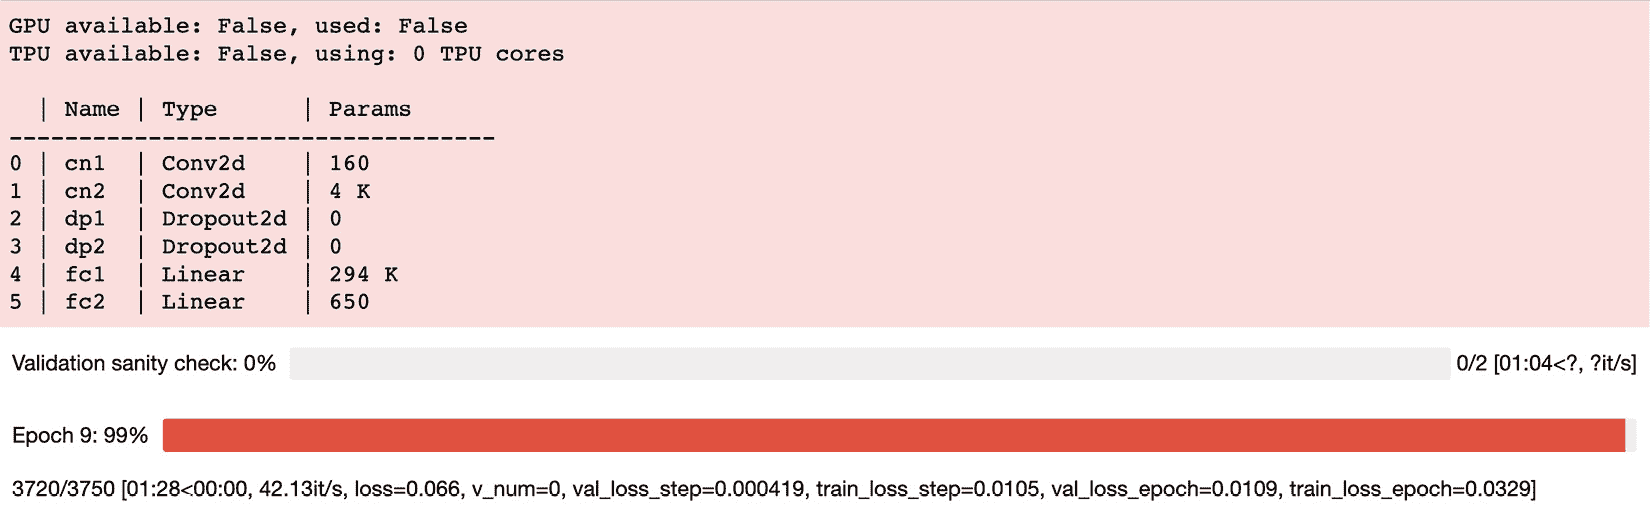 GPU available: False, used: False
TPU available: False, using: 0 TPU cores
  | Name | Type      | Params
-----------------------------------
0 | cn1  | Conv2d    | 160
1 | cn2  | Conv2d    | 4 K
2 | dp1  | Dropout2d | 0
3 | dp2  | Dropout2d | 0
4 | fc1  | Linear    | 294 K
5 | fc2  | Linear    | 650
Validation sanity check: 0% 0/2 [01:04<?, ?it/s]
Epoch 9: 99%
3720/3750 [01:28<00:00, 42.13it/s, loss=0.066, v_num=0, val_loss_step=0.000419, train_loss_step=0.0105, val_loss_epoch=0.0109, train_loss_epoch=0.0329]